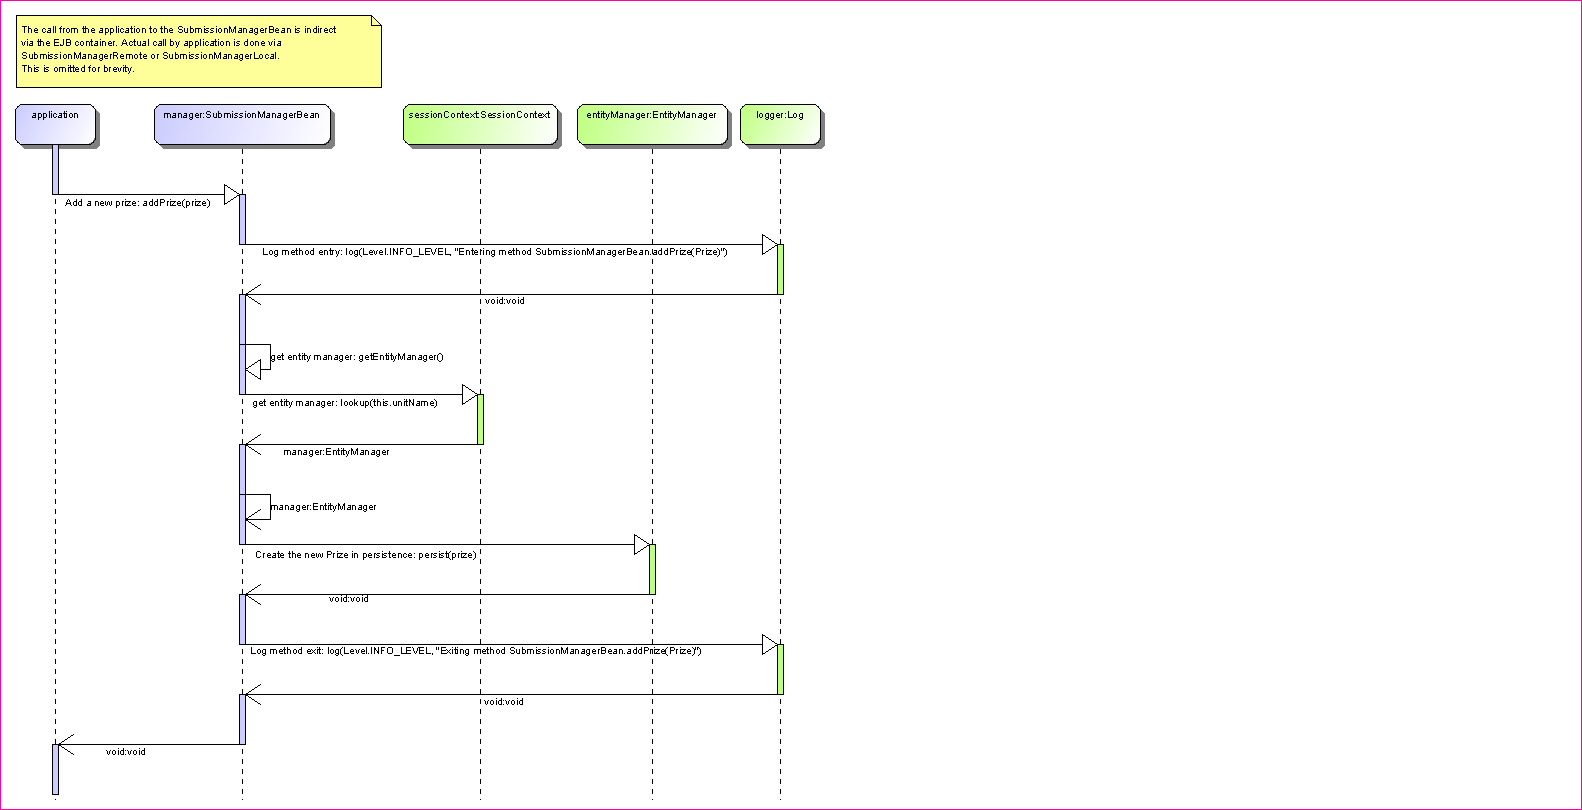 The call from the application to the SubmissionManagerBean is indirect
via the EJB container. Actual call by application is done via
SubmissionManagerRemote or SubmissionManagerLocal.
This is omitted for brevity.
application
manager:SubmissionManagerBean
sessionContext:SessionContext
entityManager:EntityManager
logger:Log
Add a new prize: addPrize(prize)
Log method entry: log(Level.INFO_LEVEL, "Entering method SubmissionManagerBean.addPrize(Prize)")
void:void
get entity manager: getEntityManager()
get entity manager: lookup(this.unitName)
manager:EntityManager
manager:EntityManager
Create the new Prize in persistence: persist(prize)
void:void
Log method exit: log(Level.INFO_LEVEL, "Exiting method SubmissionManagerBean.addPrize(Prize)")
void:void
void:void